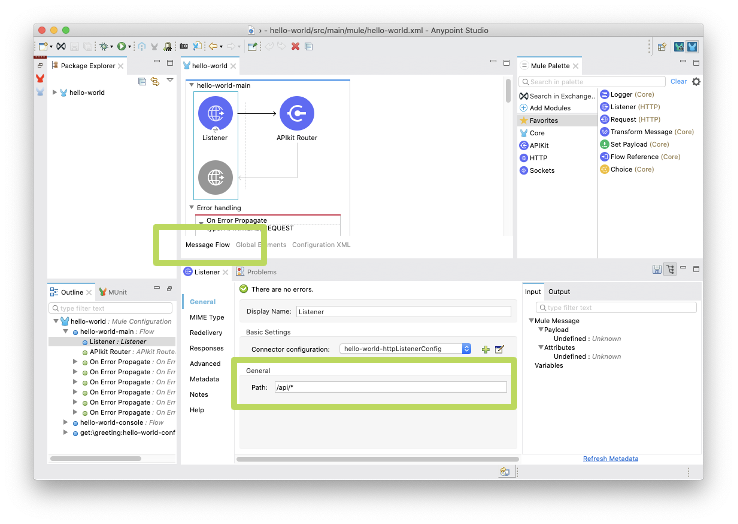 › - hello-world/src/main/mule/hello-world.xml - Anypoint Studio
Package Explorer
hello-world
hello-world
hello-world-main
Listener
APIkit Router
Error handling
On Error Propagate
Message Flow
Global Elements
Configuration XML
Mule Palette
Search in palette
Clear
Search in Exchange..
Add Modules
Favorites
Core
APIKit
HTTP
Sockets
Logger (Core)
Listener (HTTP)
Request (HTTP)
Transform Message (Core)
Set Payload (Core)
Flow Reference (Core)
Choice (Core)
Outline
MUnit
type filter text
hello-world : Mule Configuration
hello-world-main : Flow
Listener : Listener
APIkit Router : APIkit Route.
On Error Propagate : On Err
On Error Propagate : On Err
On Error Propagate : On Err
On Error Propagate : On Err
On Error Propagate : On Err
hello-world-console : Flow
get:\greeting:hello-world-conf
Listener
Problems
There are no errors.
General
MIME Type
Redelivery
Responses
Advanced
Metadata
Notes
Help
Display Name: Listener
Basic Settings
Connector configuration: hello-world-httpListenerConfig
General
Path: /api/*
Input
Output
type filter text
Mule Message
Payload
Undefined : Unknown
Attributes
Undefined : Unknown
Variables
Refresh Metadata